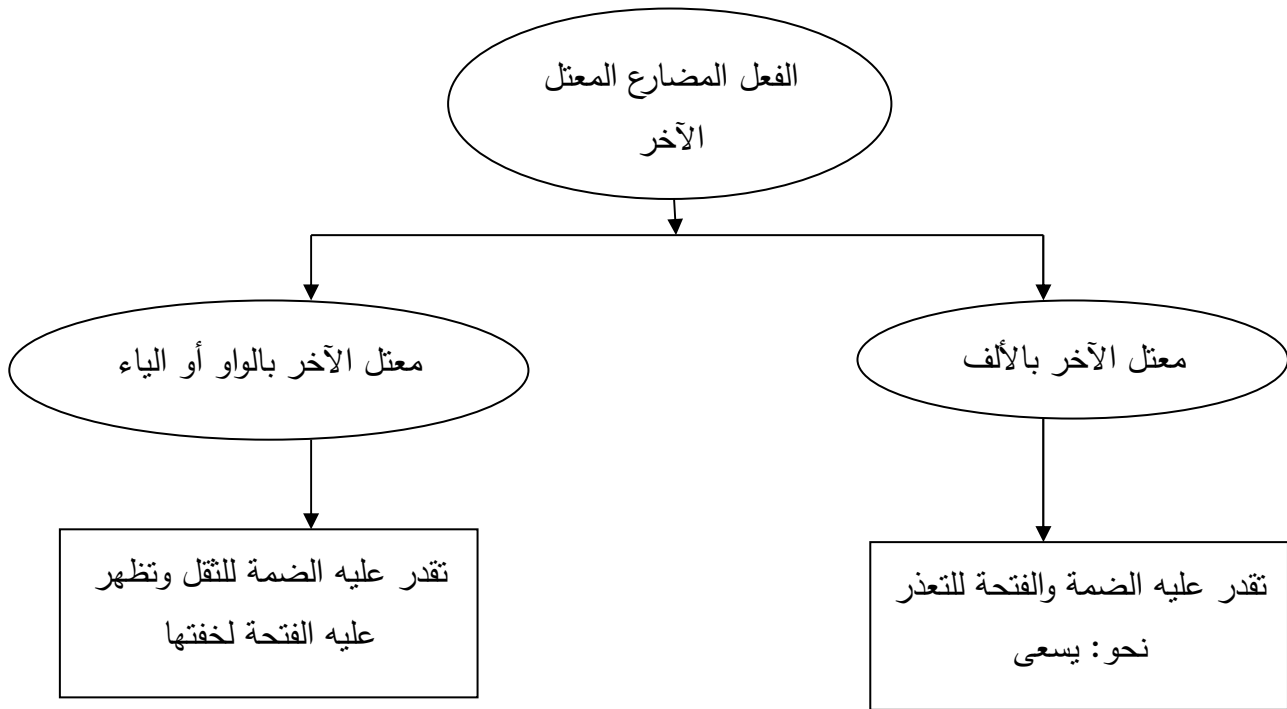 الفعل المضارع المعتل
الآخر
معتل الآخر بالألف
معتل الآخر بالواو أو الياء
تقدر عليه الضمة والفتحة للتعذر
نحو: يسعى
تقدر عليه الضمة للثقل وتظهر
عليه الفتحة لخفتها